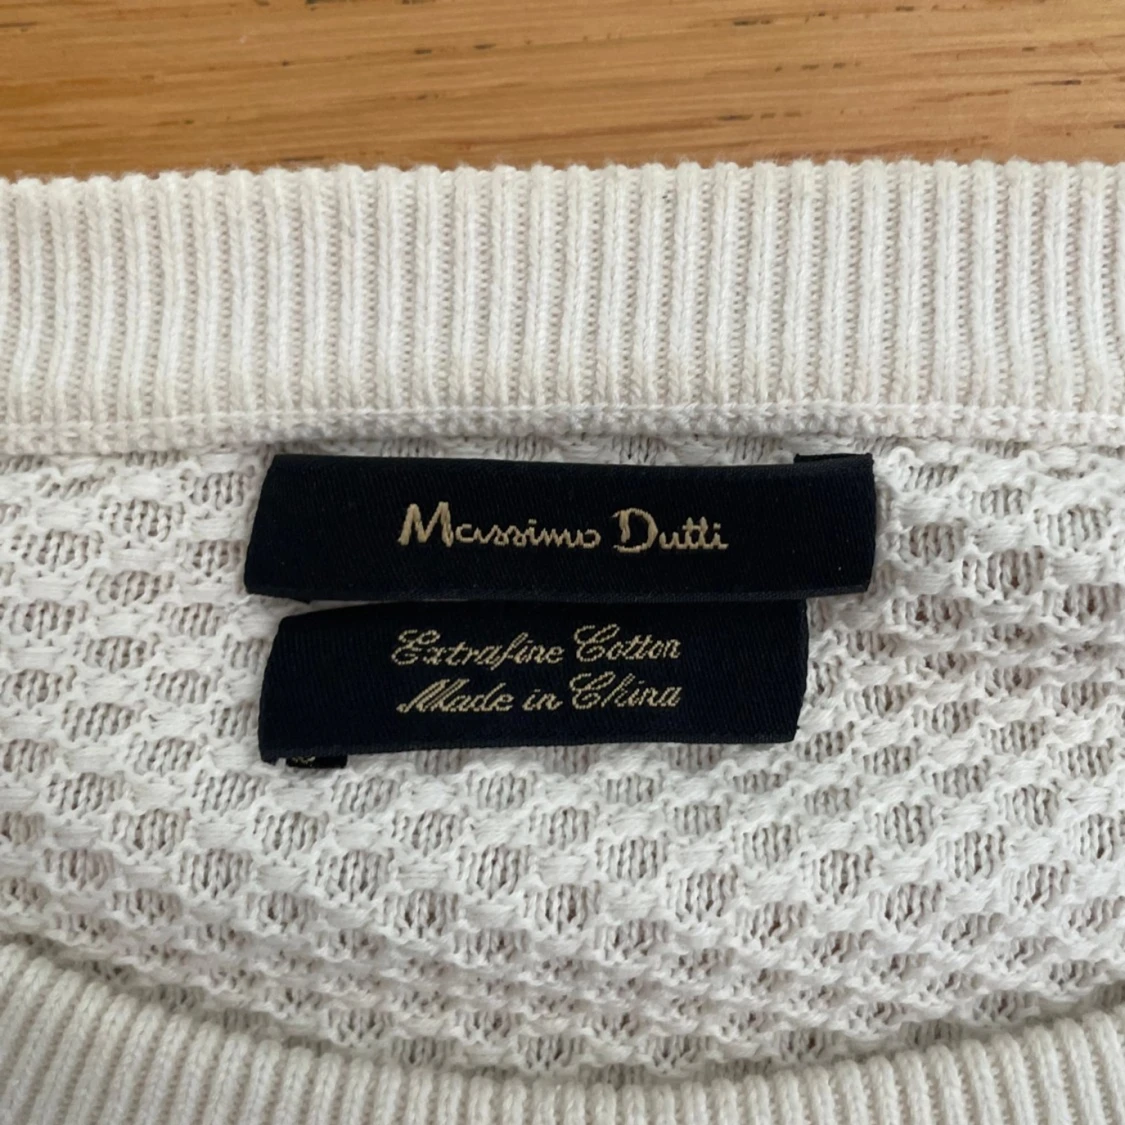 Massimo Dutti
Extrafine Cotton
Made in China